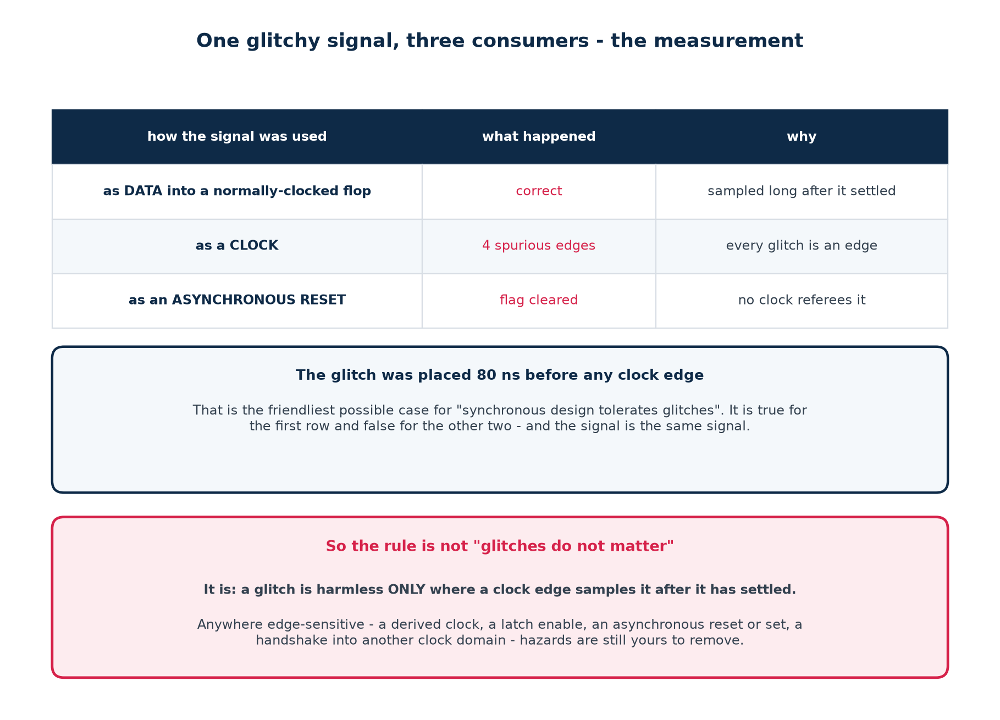 One glitchy signal, three consumers - the measurement
how the signal was used
what happened
why
as DATA into a normally-clocked flop
correct
sampled long after it settled
as a CLOCK
4 spurious edges
every glitch is an edge
as an ASYNCHRONOUS RESET
flag cleared
no clock referees it
The glitch was placed 80 ns before any clock edge
That is the friendliest possible case for "synchronous design tolerates glitches". It is true for
the first row and false for the other two - and the signal is the same signal.
So the rule is not "glitches do not matter"
It is: a glitch is harmless ONLY where a clock edge samples it after it has settled.
Anywhere edge-sensitive - a derived clock, a latch enable, an asynchronous reset or set, a
handshake into another clock domain - hazards are still yours to remove.